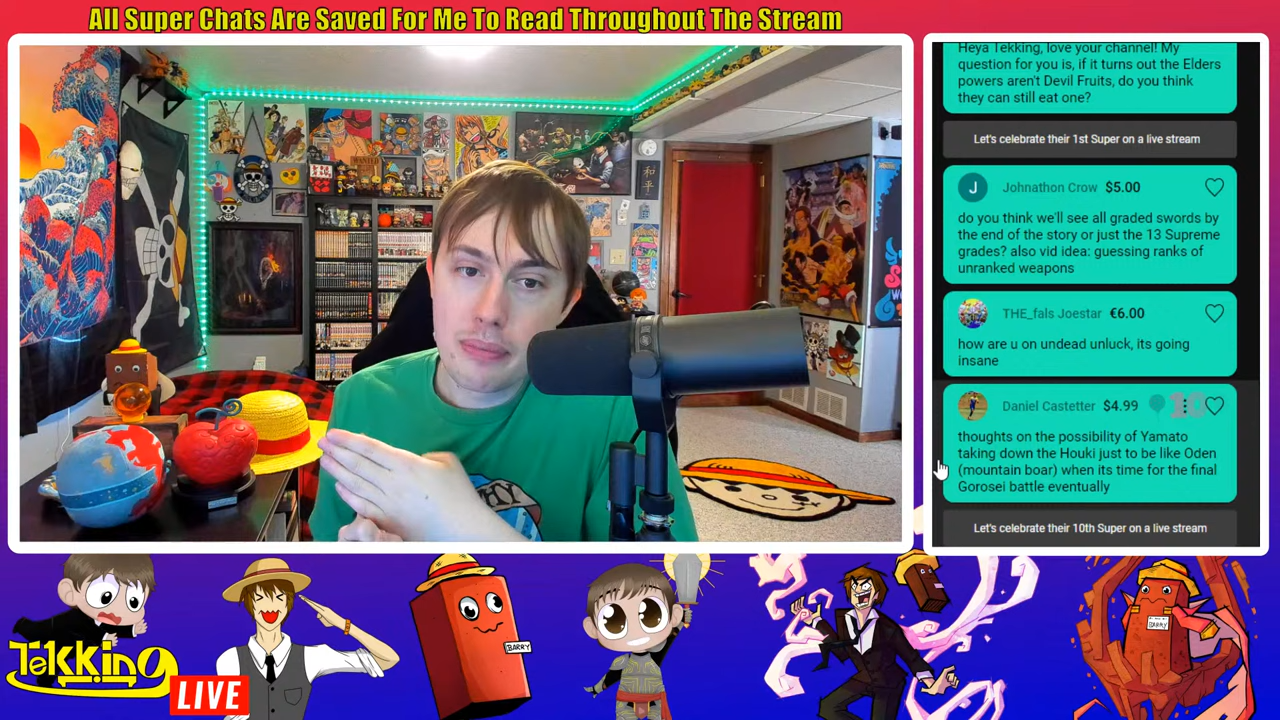 All Super Chats Are Saved For Me To Read Throughout The Stream
Heya Tekking, love your channel! My
question for you is, if it turns out the Elders
powers aren't Devil Fruits, do you think
they can still eat one?
Let's celebrate their 1st Super on a live stream
J Johnathon Crow $5.00
do you think we'll see all graded swords by
the end of the story or just the 13 Supreme
grades? also vid idea: guessing ranks of
unranked weapons
THE_fals Joestar €6.00
how are u on undead unluck, its going
insane
Daniel Castetter $4.99 10
thoughts on the possibility of Yamato
taking down the Houki just to be like Oden
(mountain boar) when its time for the final
Gorosei battle eventually
Let's celebrate their 10th Super on a live stream
WANTED
和平
TeKKinG
LIVE
BARRY
BARRY